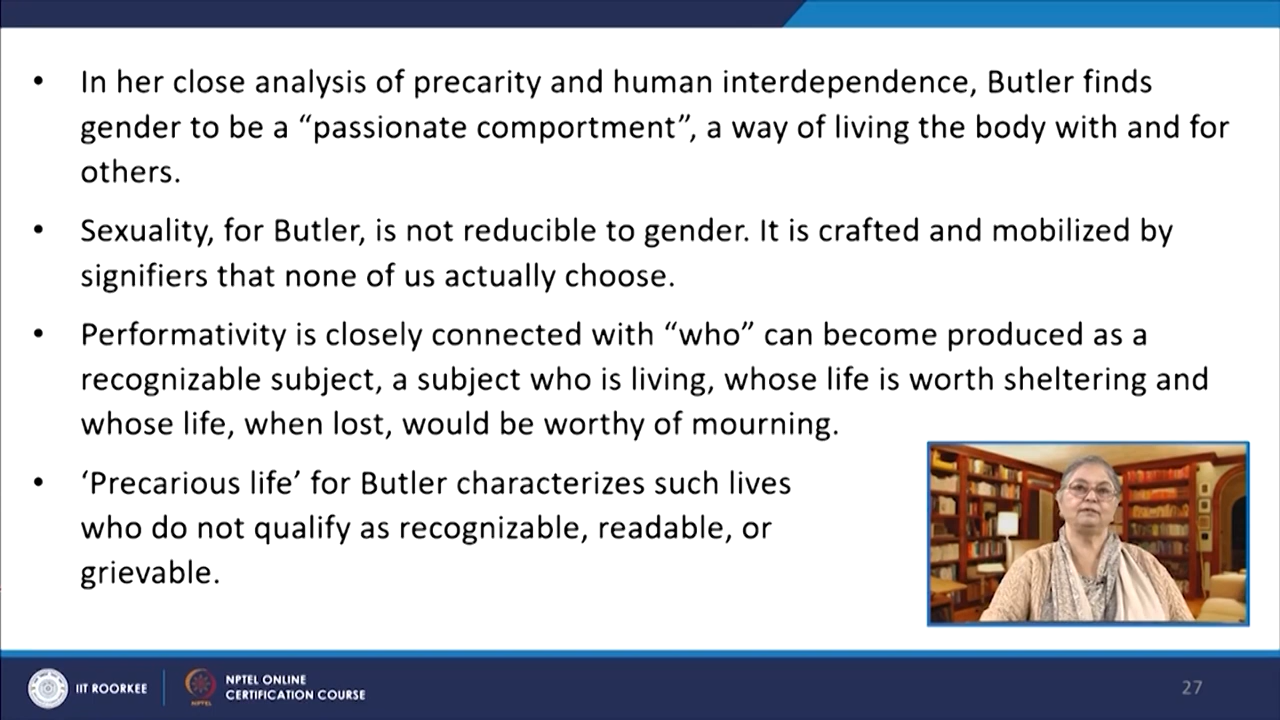 • In her close analysis of precarity and human interdependence, Butler finds
gender to be a “passionate comportment”, a way of living the body with and for
others.
• Sexuality, for Butler, is not reducible to gender. It is crafted and mobilized by
signifiers that none of us actually choose.
• Performativity is closely connected with “who” can become produced as a
recognizable subject, a subject who is living, whose life is worth sheltering and
whose life, when lost, would be worthy of mourning.
• ‘Precarious life’ for Butler characterizes such lives
who do not qualify as recognizable, readable, or
grievable.
IIT ROORKEE
NPTEL
NPTEL ONLINE
CERTIFICATION COURSE
27